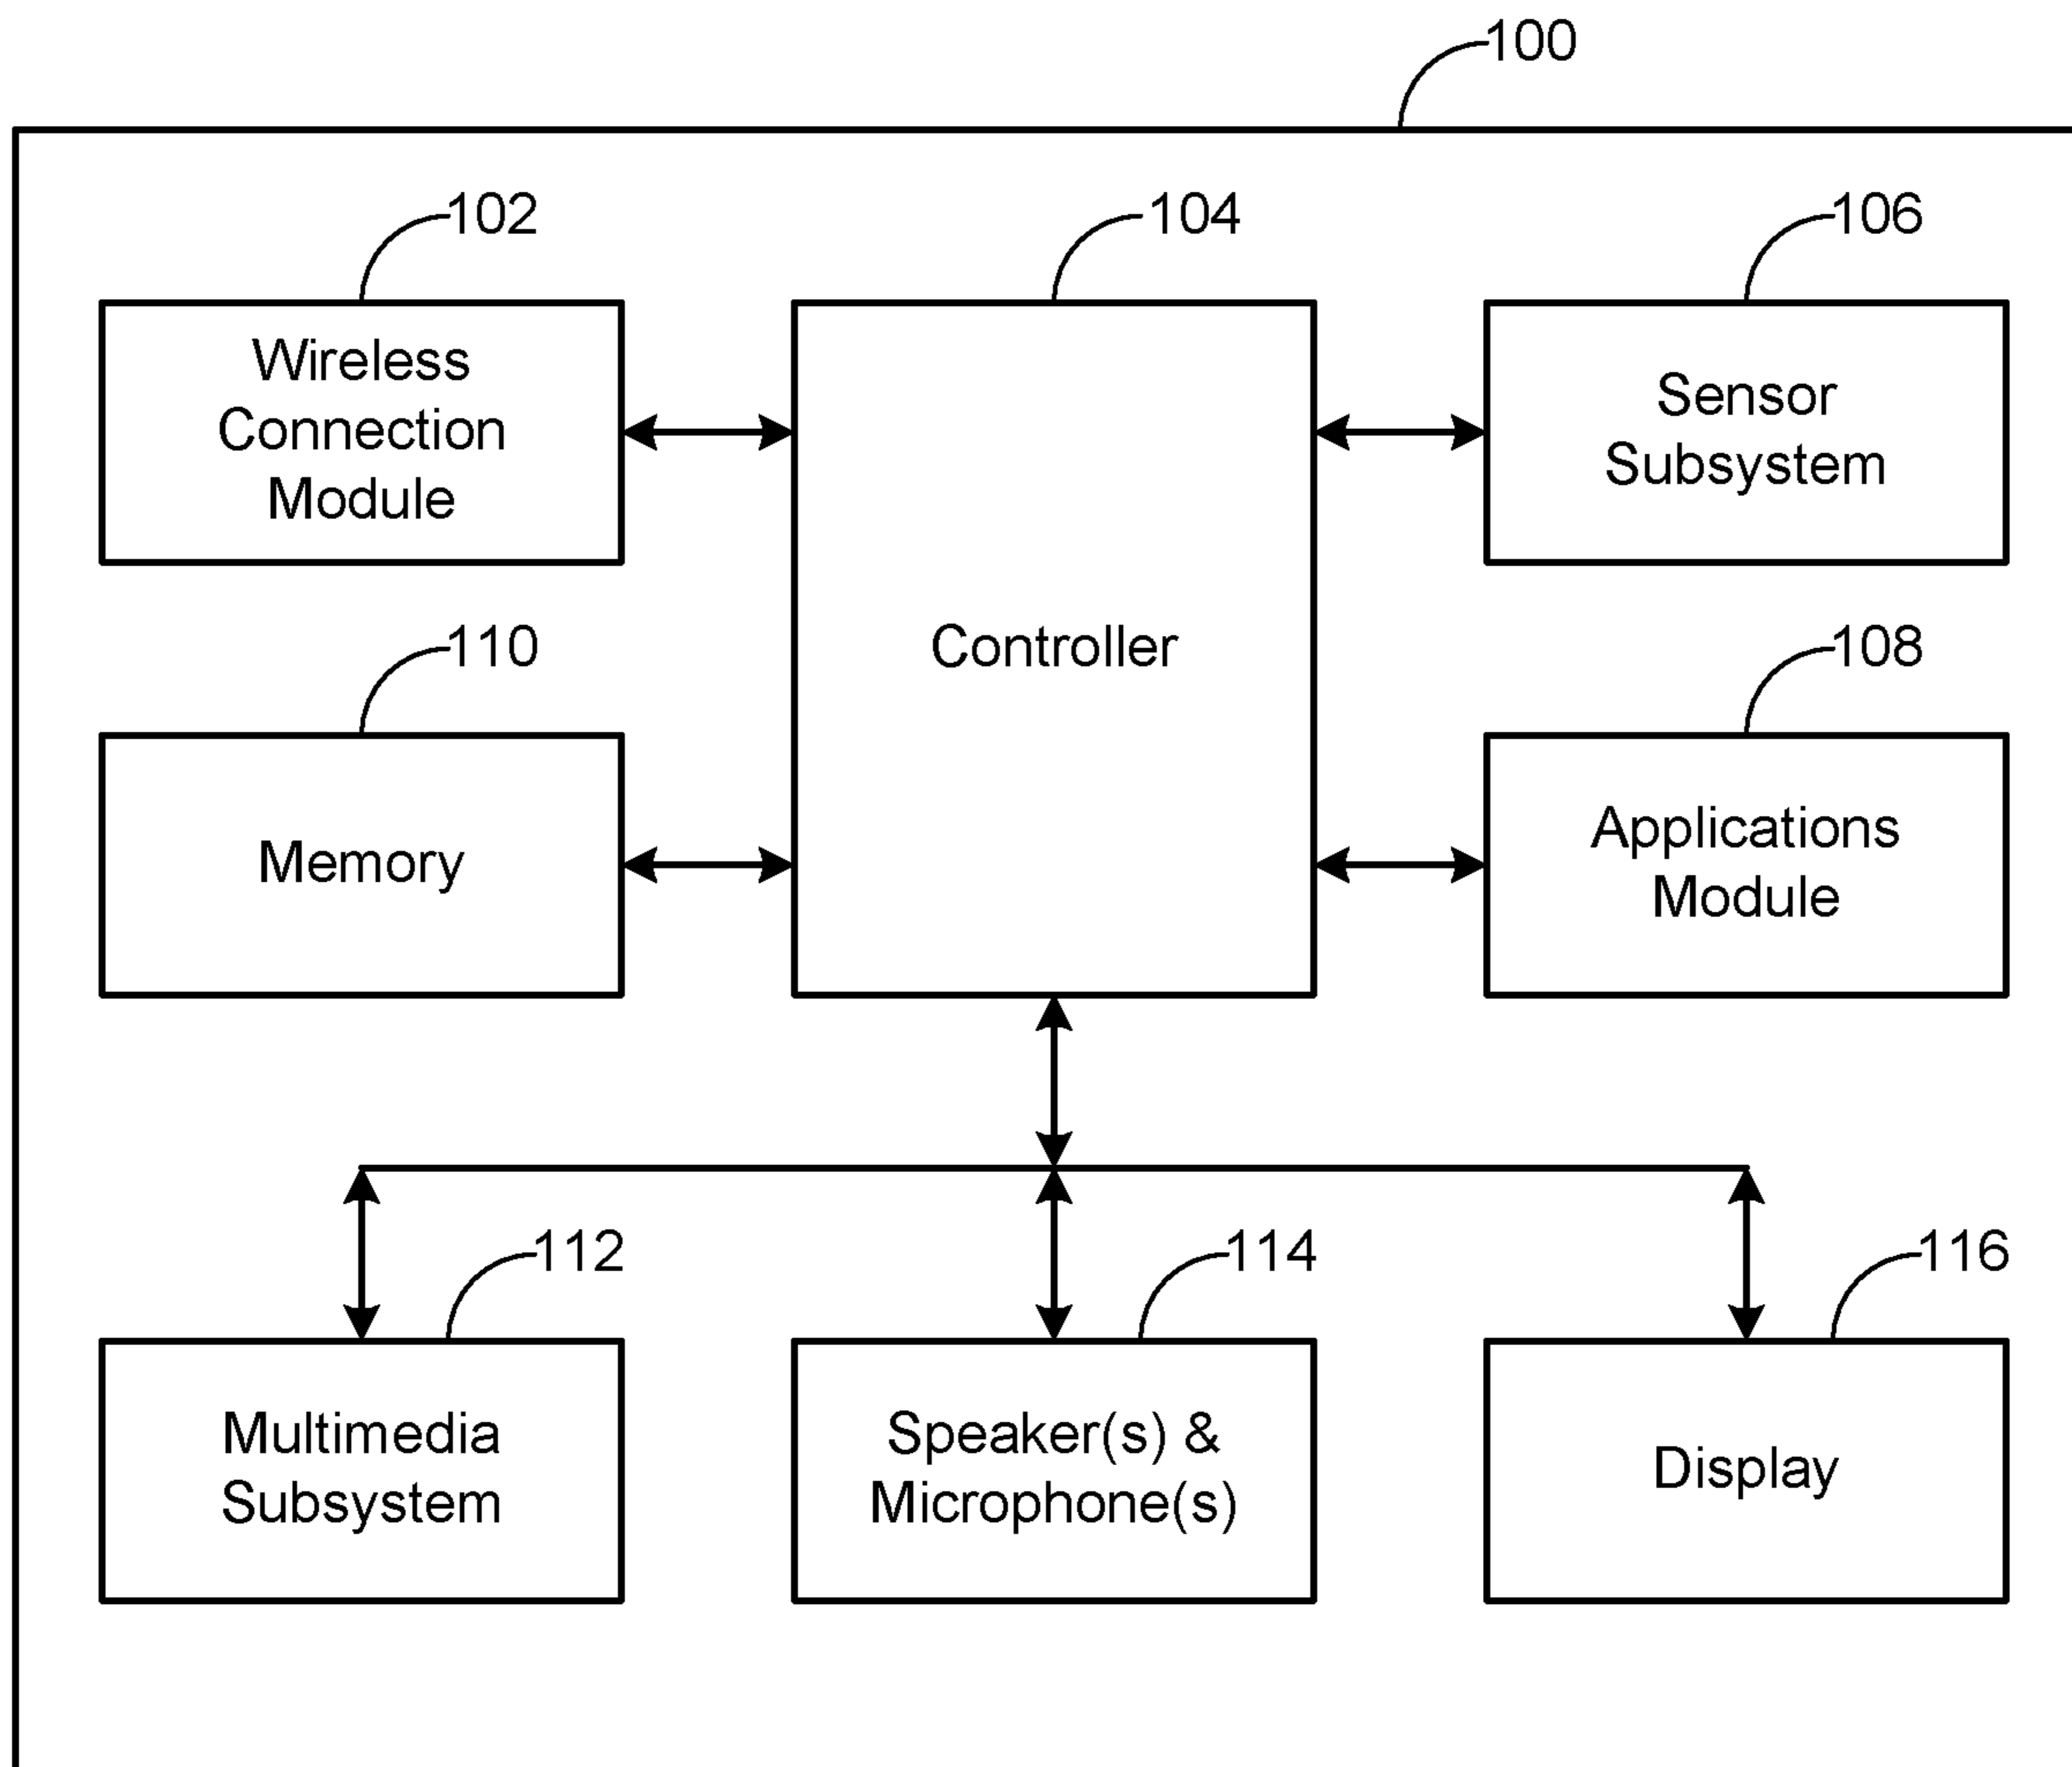 100
102
104
106
Wireless
Connection
Module
Controller
Sensor
Subsystem
110
108
Memory
Applications
Module
112
114
116
Multimedia
Subsystem
Speaker(s) &
Microphone(s)
Display